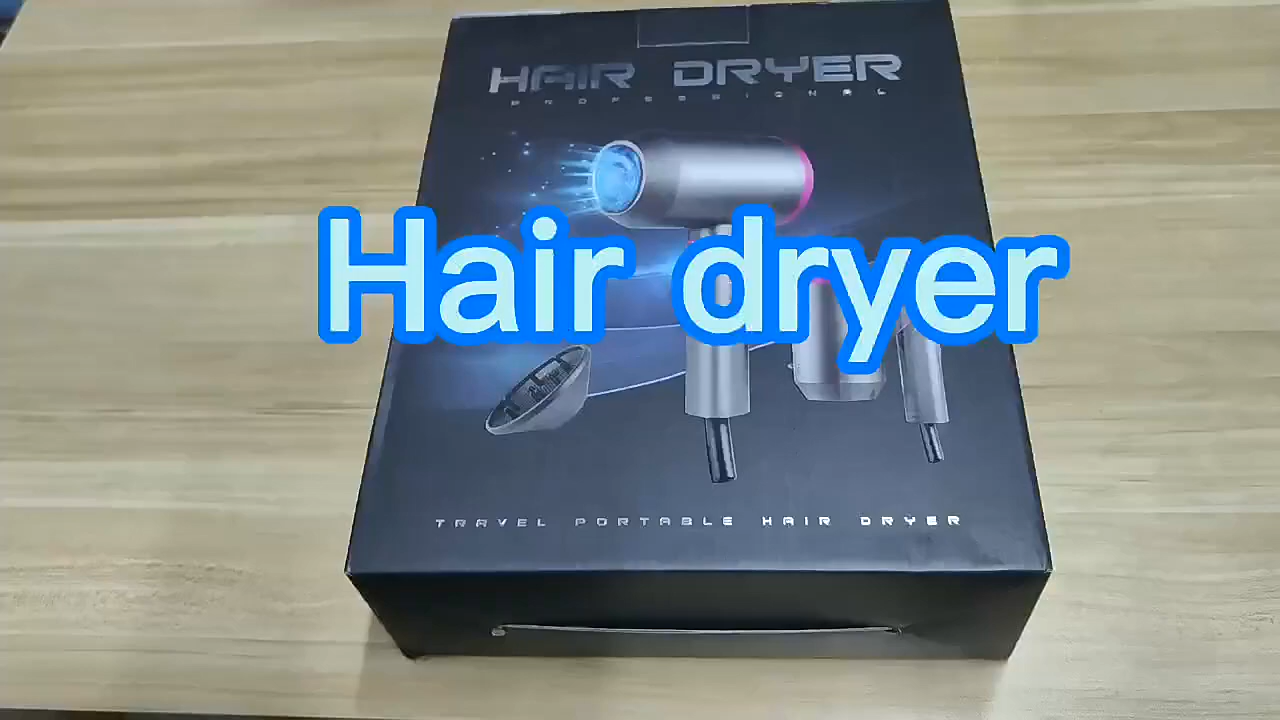 HAIR DRYER
PROFESSIONAL
Hair dryer
TRAVEL PORTABLE HAIR DRYER